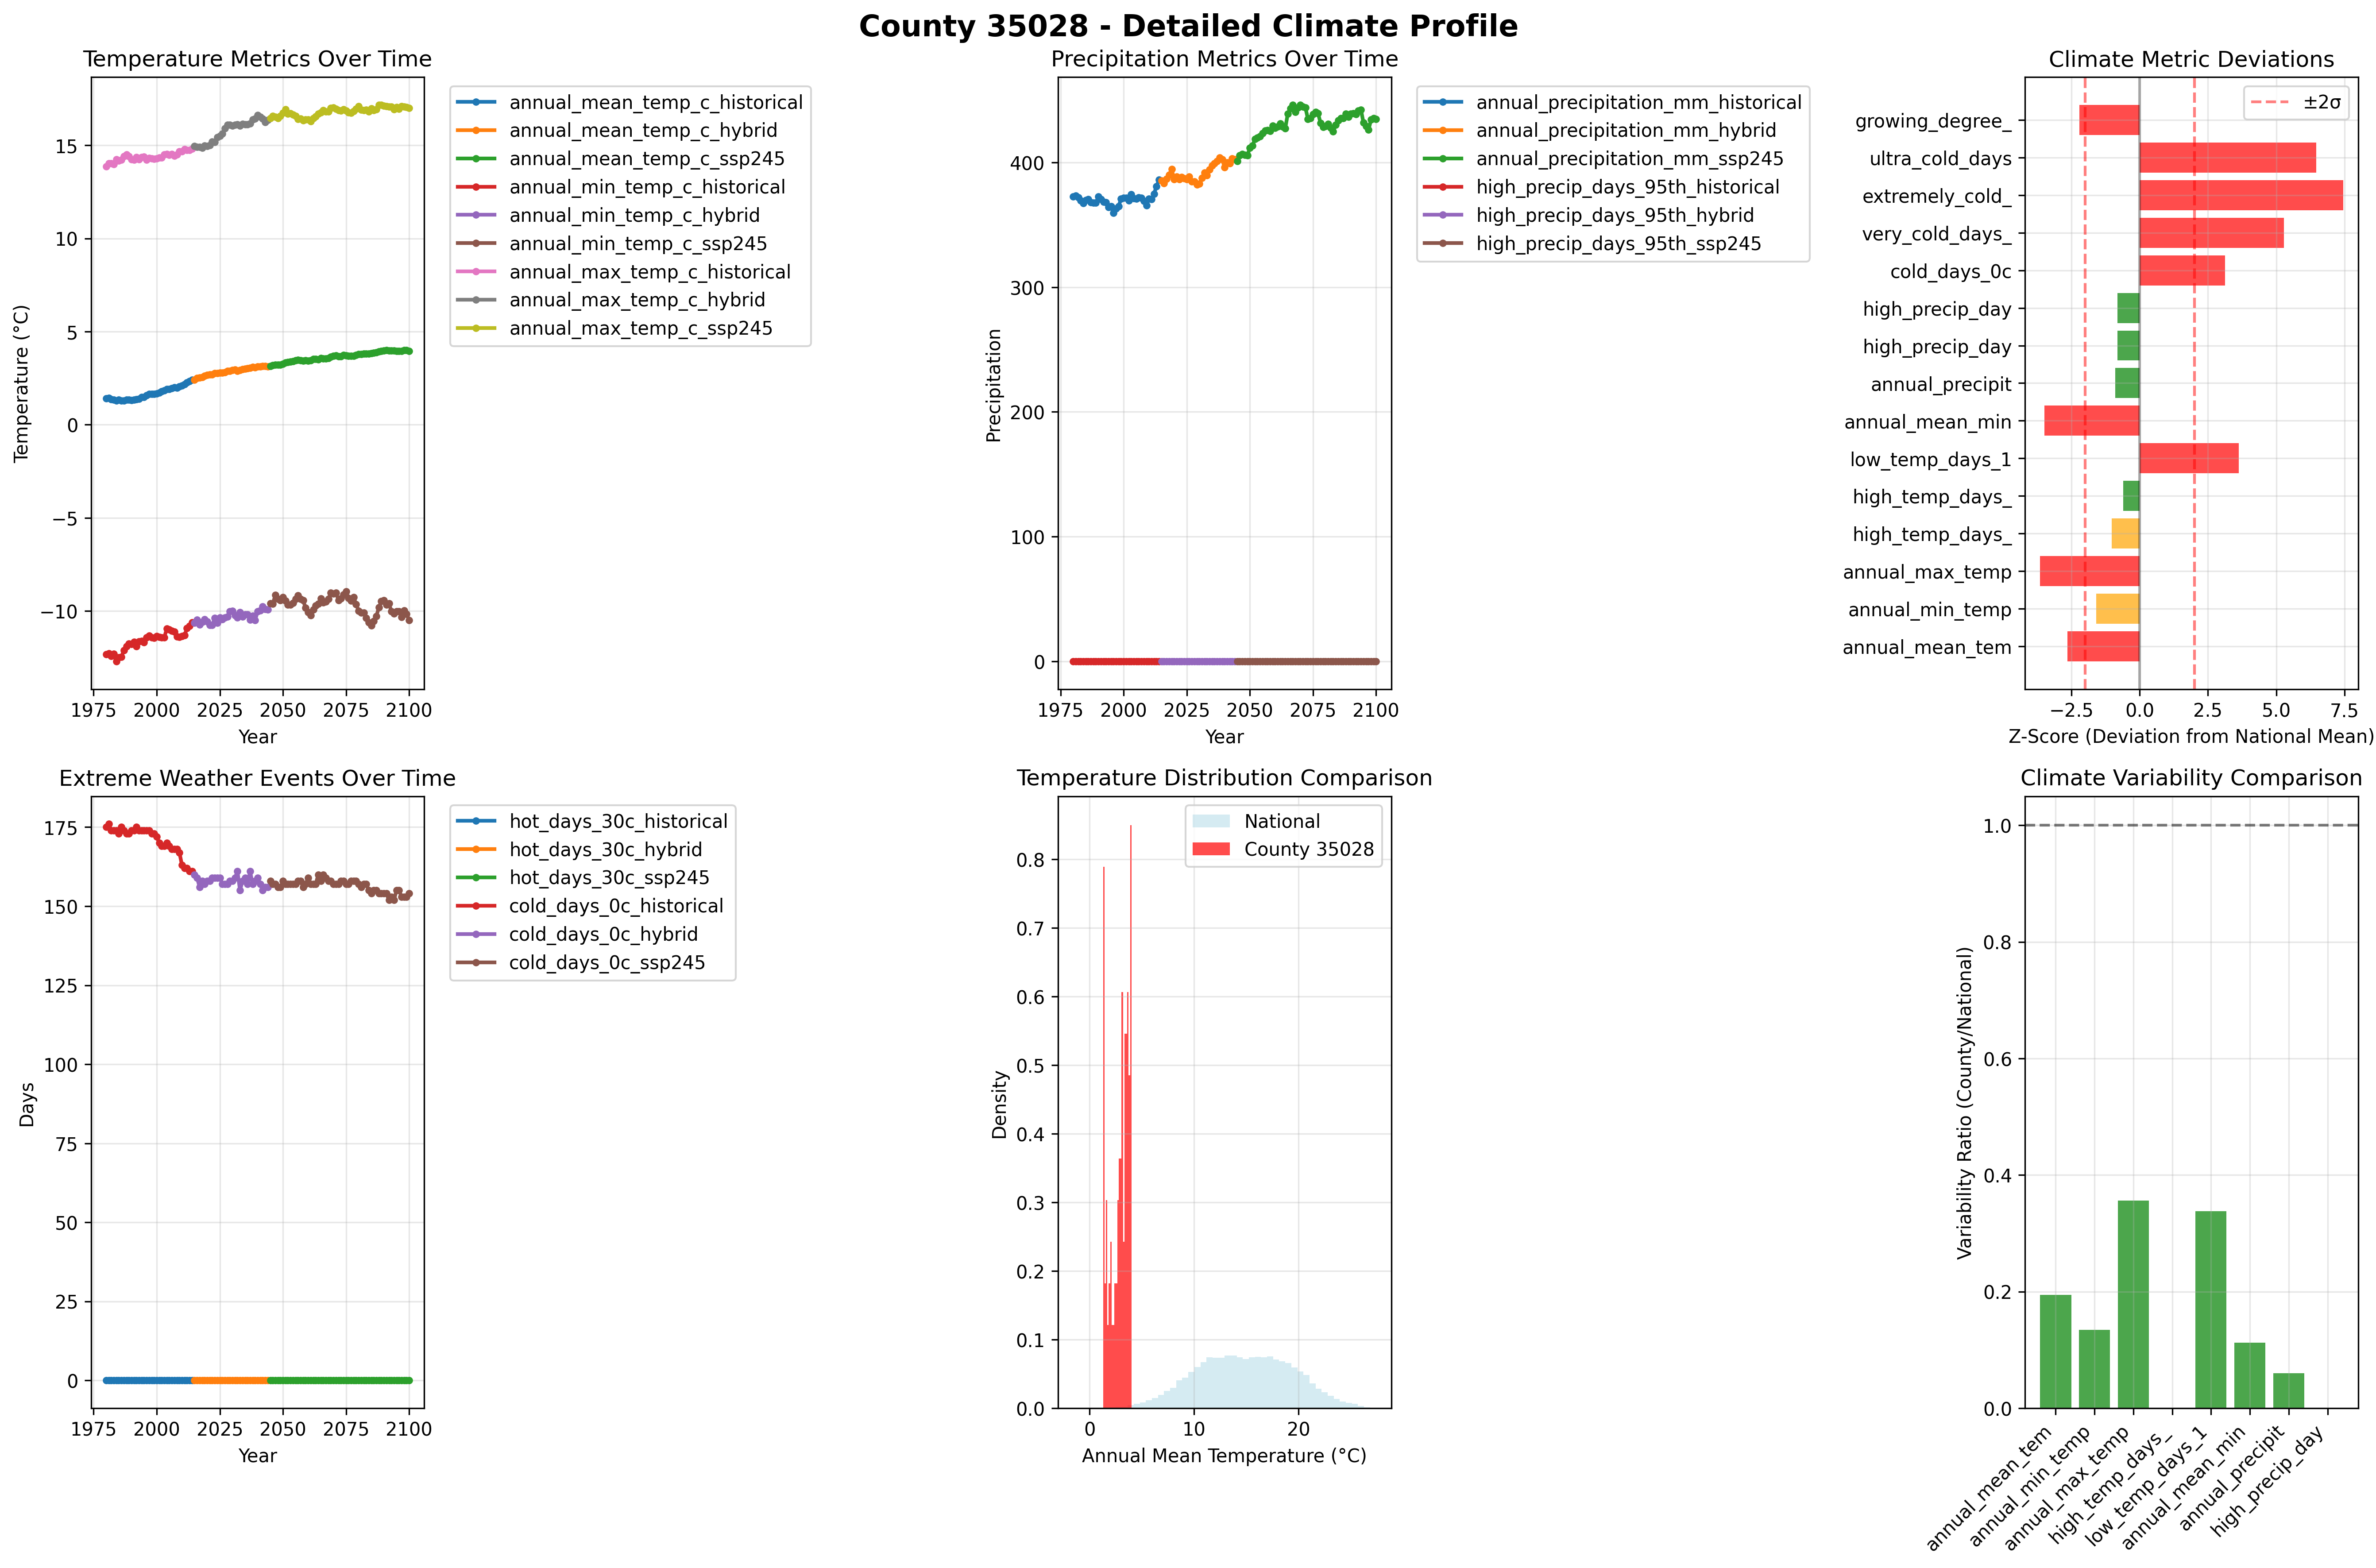 County 35028 - Detailed Climate Profile
Temperature Metrics Over Time
Temperature (°C)
15
10
5
0
−5
−10
1975 2000 2025 2050 2075 2100
Year
annual_mean_temp_c_historical
annual_mean_temp_c_hybrid
annual_mean_temp_c_ssp245
annual_min_temp_c_historical
annual_min_temp_c_hybrid
annual_min_temp_c_ssp245
annual_max_temp_c_historical
annual_max_temp_c_hybrid
annual_max_temp_c_ssp245
Precipitation Metrics Over Time
Precipitation
400
300
200
100
0
1975 2000 2025 2050 2075 2100
Year
annual_precipitation_mm_historical
annual_precipitation_mm_hybrid
annual_precipitation_mm_ssp245
high_precip_days_95th_historical
high_precip_days_95th_hybrid
high_precip_days_95th_ssp245
Climate Metric Deviations
±2σ
growing_degree_
ultra_cold_days
extremely_cold_
very_cold_days_
cold_days_0c
high_precip_day
high_precip_day
annual_precipit
annual_mean_min
low_temp_days_1
high_temp_days_
high_temp_days_
annual_max_temp
annual_min_temp
annual_mean_tem
−2.5 0.0 2.5 5.0 7.5
Z-Score (Deviation from National Mean)
Extreme Weather Events Over Time
Days
175
150
125
100
75
50
25
0
1975 2000 2025 2050 2075 2100
Year
hot_days_30c_historical
hot_days_30c_hybrid
hot_days_30c_ssp245
cold_days_0c_historical
cold_days_0c_hybrid
cold_days_0c_ssp245
Temperature Distribution Comparison
Density
0.8
0.7
0.6
0.5
0.4
0.3
0.2
0.1
0.0
0 10 20
Annual Mean Temperature (°C)
National
County 35028
Climate Variability Comparison
Variability Ratio (County/National)
1.0
0.8
0.6
0.4
0.2
0.0
annual_mean_tem
annual_min_temp
annual_max_temp
high_temp_days_
low_temp_days_1
annual_mean_min
annual_precipit
high_precip_day